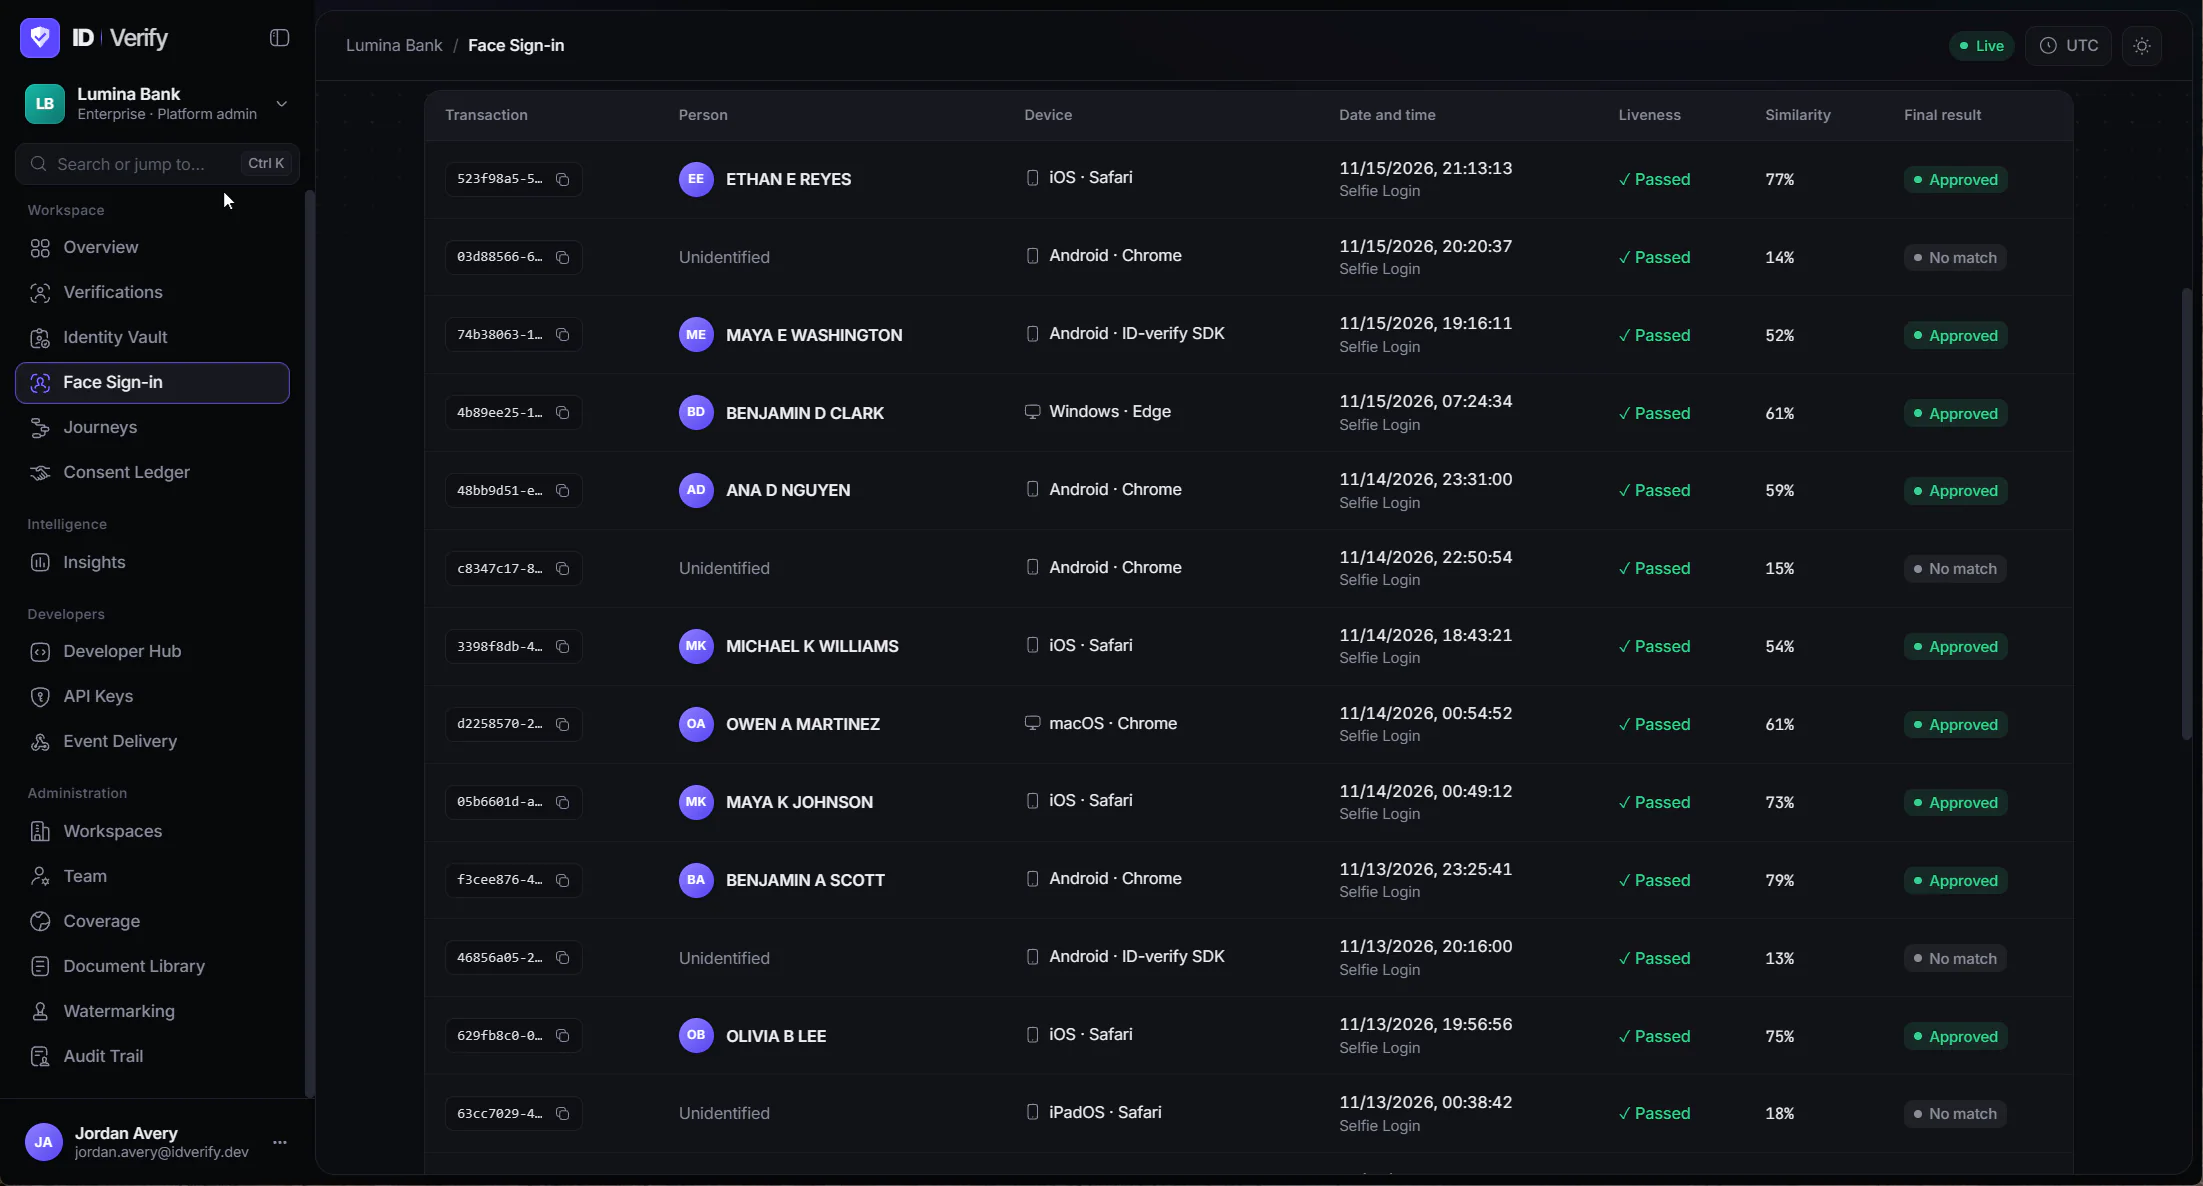 ID Verify
Lumina Bank
Enterprise · Platform admin
LB
Search or jump to...
Ctrl K
Workspace
Overview
Verifications
Identity Vault
Face Sign-in
Journeys
Consent Ledger
Intelligence
Insights
Developers
Developer Hub
API Keys
Event Delivery
Administration
Workspaces
Team
Coverage
Document Library
Watermarking
Audit Trail
JA
Jordan Avery
jordan.avery@idverify.dev
Lumina Bank / Face Sign-in
Live
UTC
Transaction Person Device Date and time Liveness Similarity Final result
523f98a5-5… EE ETHAN E REYES iOS · Safari 11/15/2026, 21:13:13 ✓ Passed 77% Approved
Selfie Login
03d88566-6… Unidentified Android · Chrome 11/15/2026, 20:20:37 ✓ Passed 14% No match
Selfie Login
74b38063-1… ME MAYA E WASHINGTON Android · ID-verify SDK 11/15/2026, 19:16:11 ✓ Passed 52% Approved
Selfie Login
4b89ee25-1… BD BENJAMIN D CLARK Windows · Edge 11/15/2026, 07:24:34 ✓ Passed 61% Approved
Selfie Login
48bb9d51-e… AD ANA D NGUYEN Android · Chrome 11/14/2026, 23:31:00 ✓ Passed 59% Approved
Selfie Login
c8347c17-8… Unidentified Android · Chrome 11/14/2026, 22:50:54 ✓ Passed 15% No match
Selfie Login
3398f8db-4… MK MICHAEL K WILLIAMS iOS · Safari 11/14/2026, 18:43:21 ✓ Passed 54% Approved
Selfie Login
d2258570-2… OA OWEN A MARTINEZ macOS · Chrome 11/14/2026, 00:54:52 ✓ Passed 61% Approved
Selfie Login
05b6601d-a… MK MAYA K JOHNSON iOS · Safari 11/14/2026, 00:49:12 ✓ Passed 73% Approved
Selfie Login
f3cee876-4… BA BENJAMIN A SCOTT Android · Chrome 11/13/2026, 23:25:41 ✓ Passed 79% Approved
Selfie Login
46856a05-2… Unidentified Android · ID-verify SDK 11/13/2026, 20:16:00 ✓ Passed 13% No match
Selfie Login
629fb8c0-0… OB OLIVIA B LEE iOS · Safari 11/13/2026, 19:56:56 ✓ Passed 75% Approved
Selfie Login
63cc7029-4… Unidentified iPadOS · Safari 11/13/2026, 00:38:42 ✓ Passed 18% No match
Selfie Login